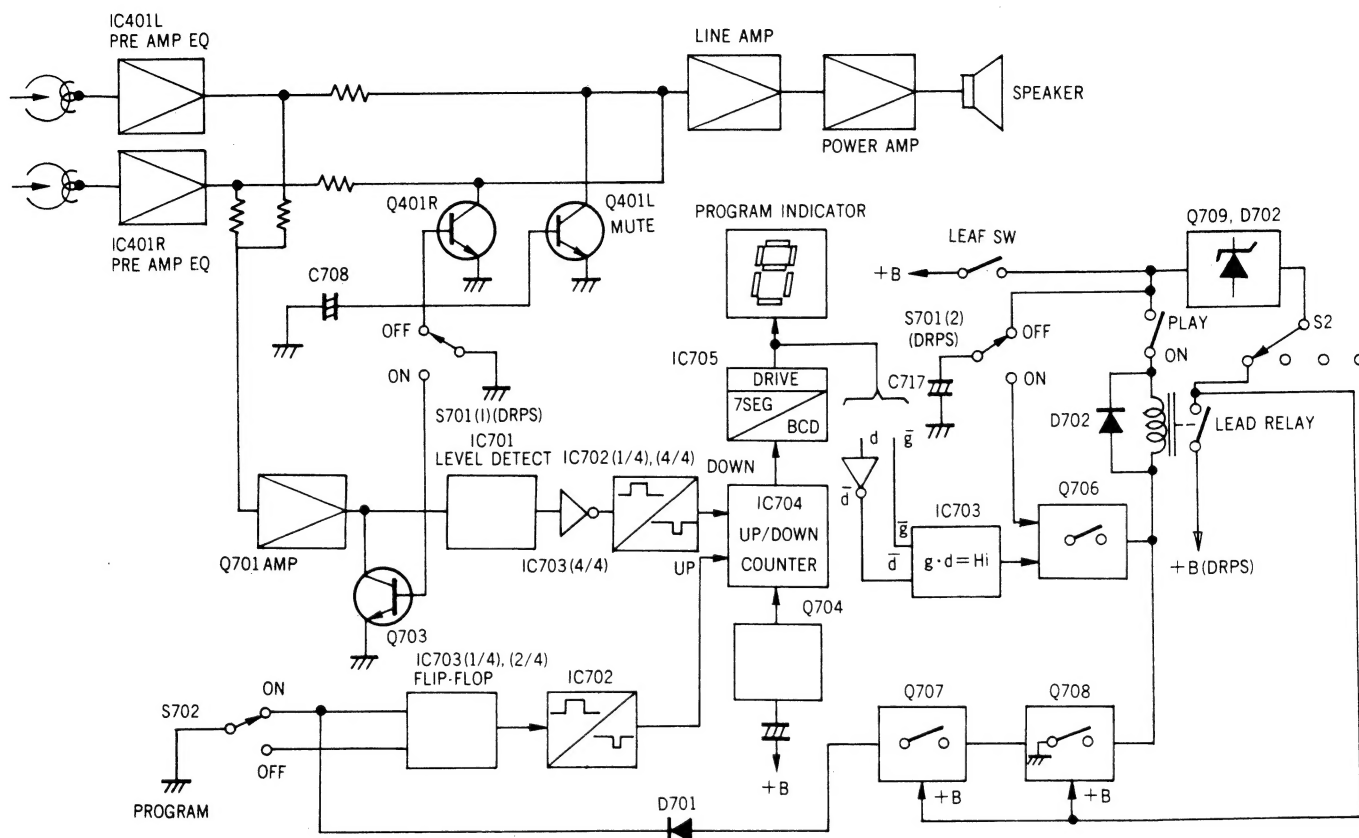 IC401L
PRE AMP EQ
LINE AMP
SPEAKER
POWER AMP
IC401R
PRE AMP EQ
Q401R
Q401L
MUTE
C708
PROGRAM INDICATOR
LEAF SW
+B
Q709, D702
S701(2)
(DRPS)
OFF
ON
PLAY
ON
S2
OFF
ON
S701(1)(DRPS)
IC705
DRIVE
7SEG
BCD
C717
d
g̅
d̅
D702
LEAD RELAY
+B(DRPS)
IC701
LEVEL DETECT
IC702(1/4),(4/4)
DOWN
IC704
UP/DOWN
COUNTER
UP
IC703(4/4)
Q701 AMP
g̅
d̅
IC703
g·d=Hi
Q706
Q703
Q704
+B
IC703(1/4),(2/4)
FLIP-FLOP
IC702
S702
ON
OFF
PROGRAM
D701
Q707
+B
Q708
+B